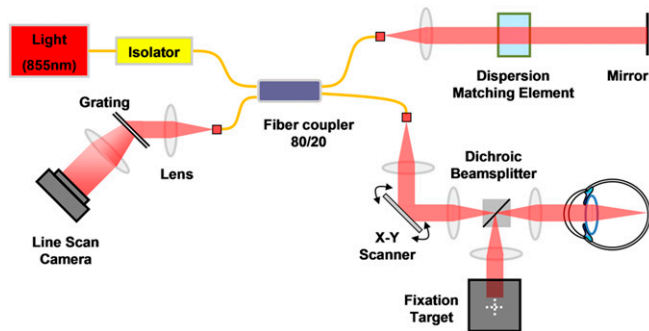 Light
(855nm)
Isolator
Grating
Lens
Line Scan
Camera
Fiber coupler
80/20
Dispersion
Matching Element
Mirror
Dichroic
Beamsplitter
X-Y
Scanner
Fixation
Target